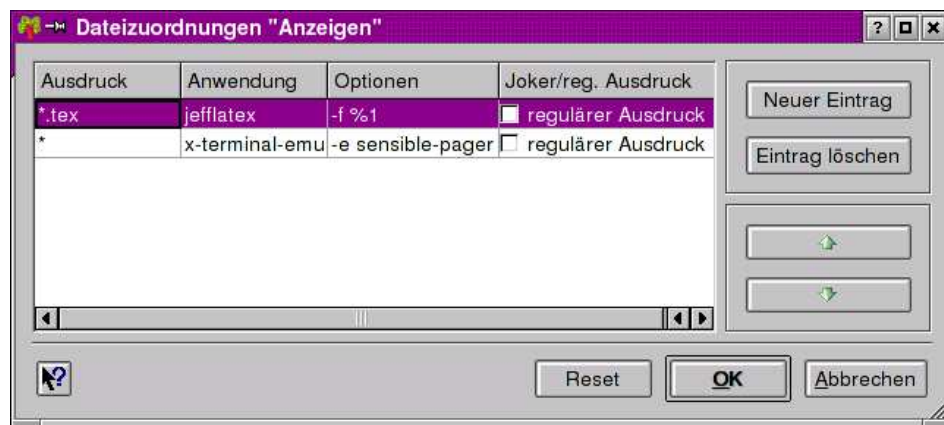 Dateizuordnungen "Anzeigen"
Ausdruck Anwendung Optionen Joker/reg. Ausdruck
*.tex jefflatex -f %1 regulärer Ausdruck
* x-terminal-emu -e sensible-pager regulärer Ausdruck
Neuer Eintrag
Eintrag löschen
Reset OK Abbrechen